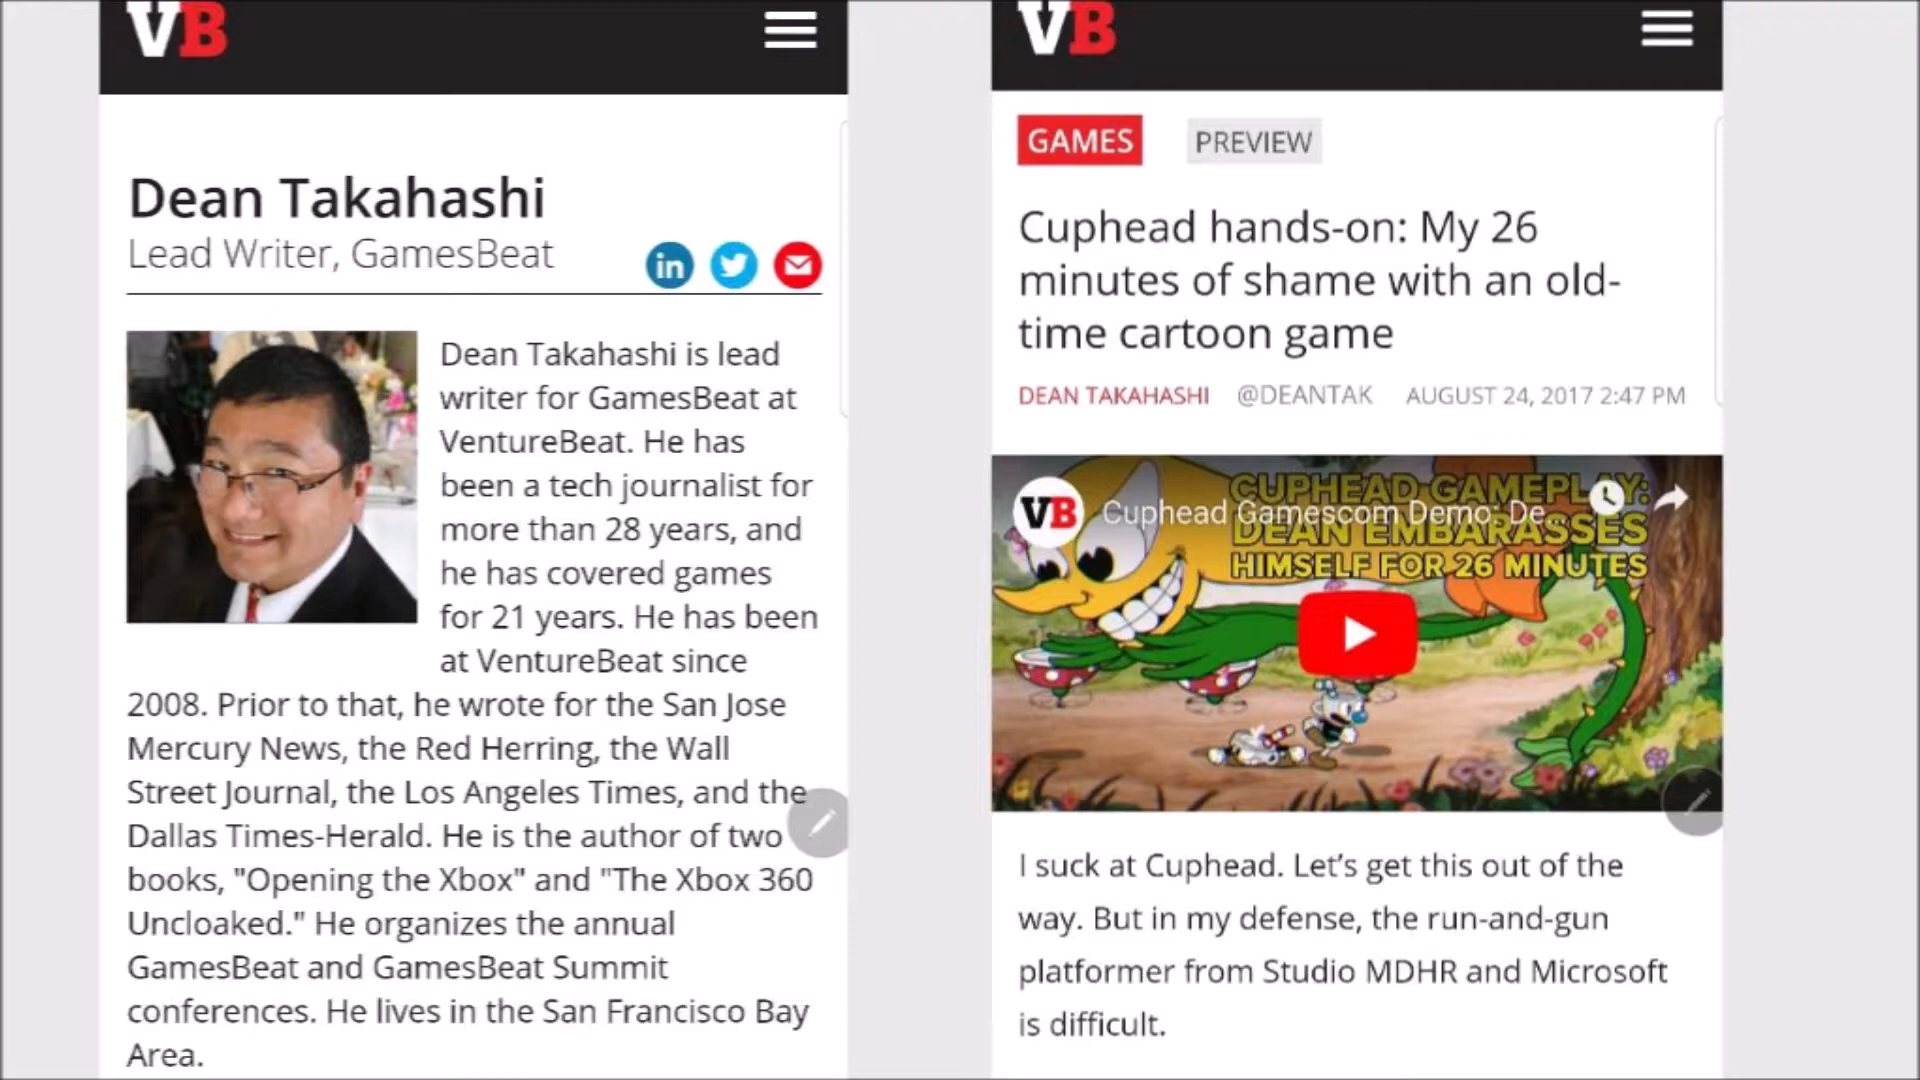 VB
Dean Takahashi
Lead Writer, GamesBeat
in
Dean Takahashi is lead
writer for GamesBeat at
VentureBeat. He has
been a tech journalist for
more than 28 years, and
he has covered games
for 21 years. He has been
at VentureBeat since
2008. Prior to that, he wrote for the San Jose
Mercury News, the Red Herring, the Wall
Street Journal, the Los Angeles Times, and the
Dallas Times-Herald. He is the author of two
books, "Opening the Xbox" and "The Xbox 360
Uncloaked." He organizes the annual
GamesBeat and GamesBeat Summit
conferences. He lives in the San Francisco Bay
Area.
VB
GAMES PREVIEW
Cuphead hands-on: My 26
minutes of shame with an old-
time cartoon game
DEAN TAKAHASHI @DEANTAK AUGUST 24, 2017 2:47 PM
VB Cuphead Gamescom Demo: De...
CUPHEAD GAMEPLAY:
DEAN EMBARASSES
HIMSELF FOR 26 MINUTES
I suck at Cuphead. Let's get this out of the
way. But in my defense, the run-and-gun
platformer from Studio MDHR and Microsoft
is difficult.